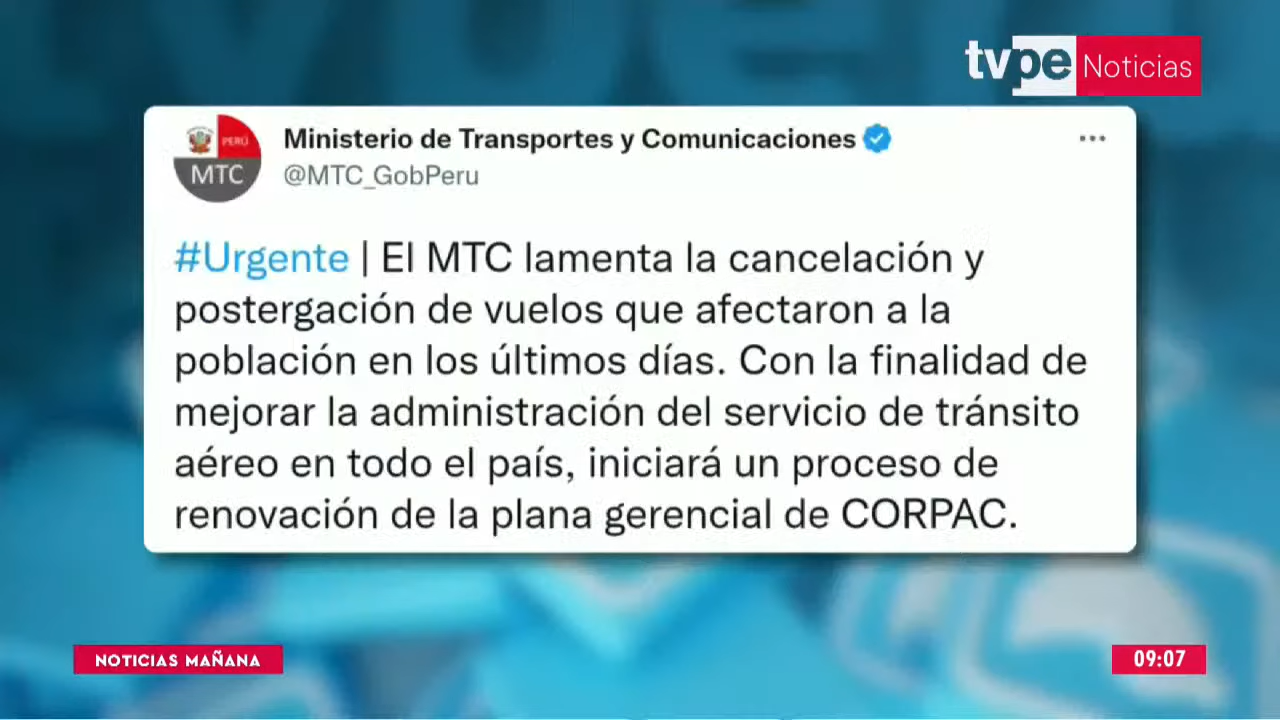 tvpe Noticias
PERÚ
MTC
Ministerio de Transportes y Comunicaciones
@MTC_GobPeru
#Urgente | El MTC lamenta la cancelación y
postergación de vuelos que afectaron a la
población en los últimos días. Con la finalidad de
mejorar la administración del servicio de tránsito
aéreo en todo el país, iniciará un proceso de
renovación de la plana gerencial de CORPAC.
NOTICIAS MAÑANA
09:07